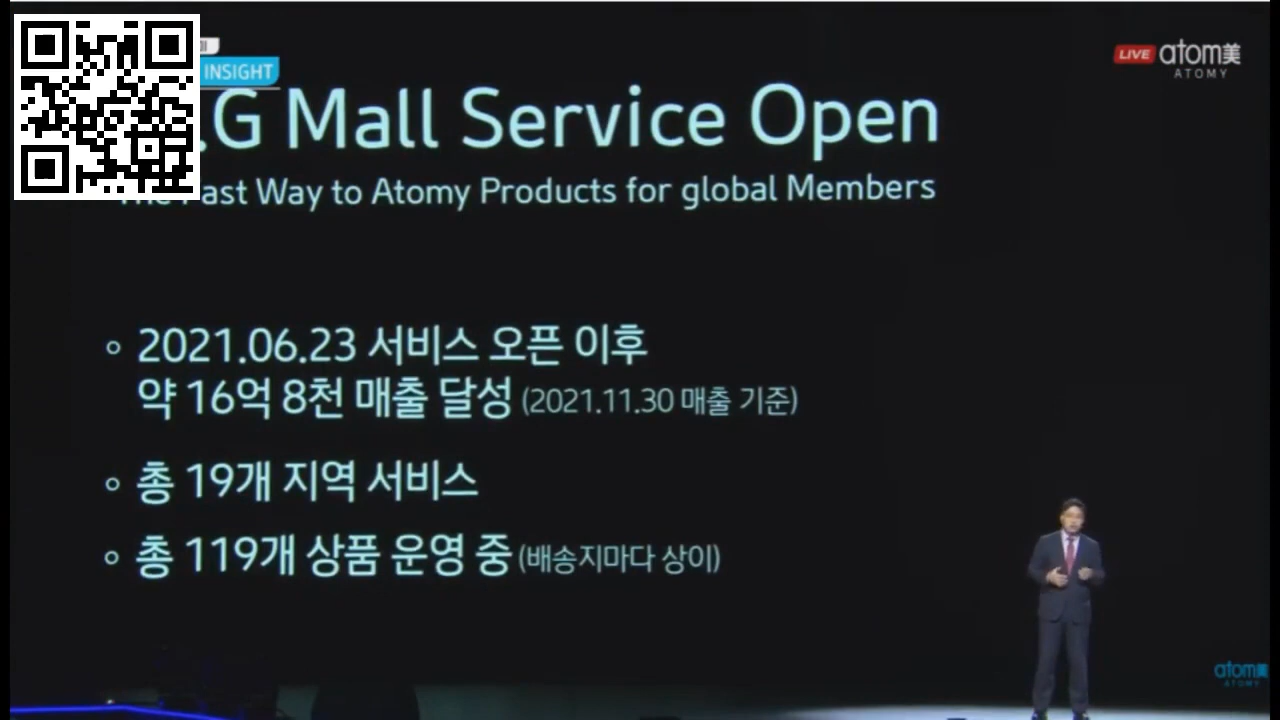 INSIGHT
LIVE atom美
ATOMY
.G Mall Service Open
Way to Atomy Products for global Members
◦ 2021.06.23 서비스 오픈 이후
약 16억 8천 매출 달성 (2021.11.30 매출 기준)
◦ 총 19개 지역 서비스
◦ 총 119개 상품 운영 중 (배송지마다 상이)
atom美
ATOMY